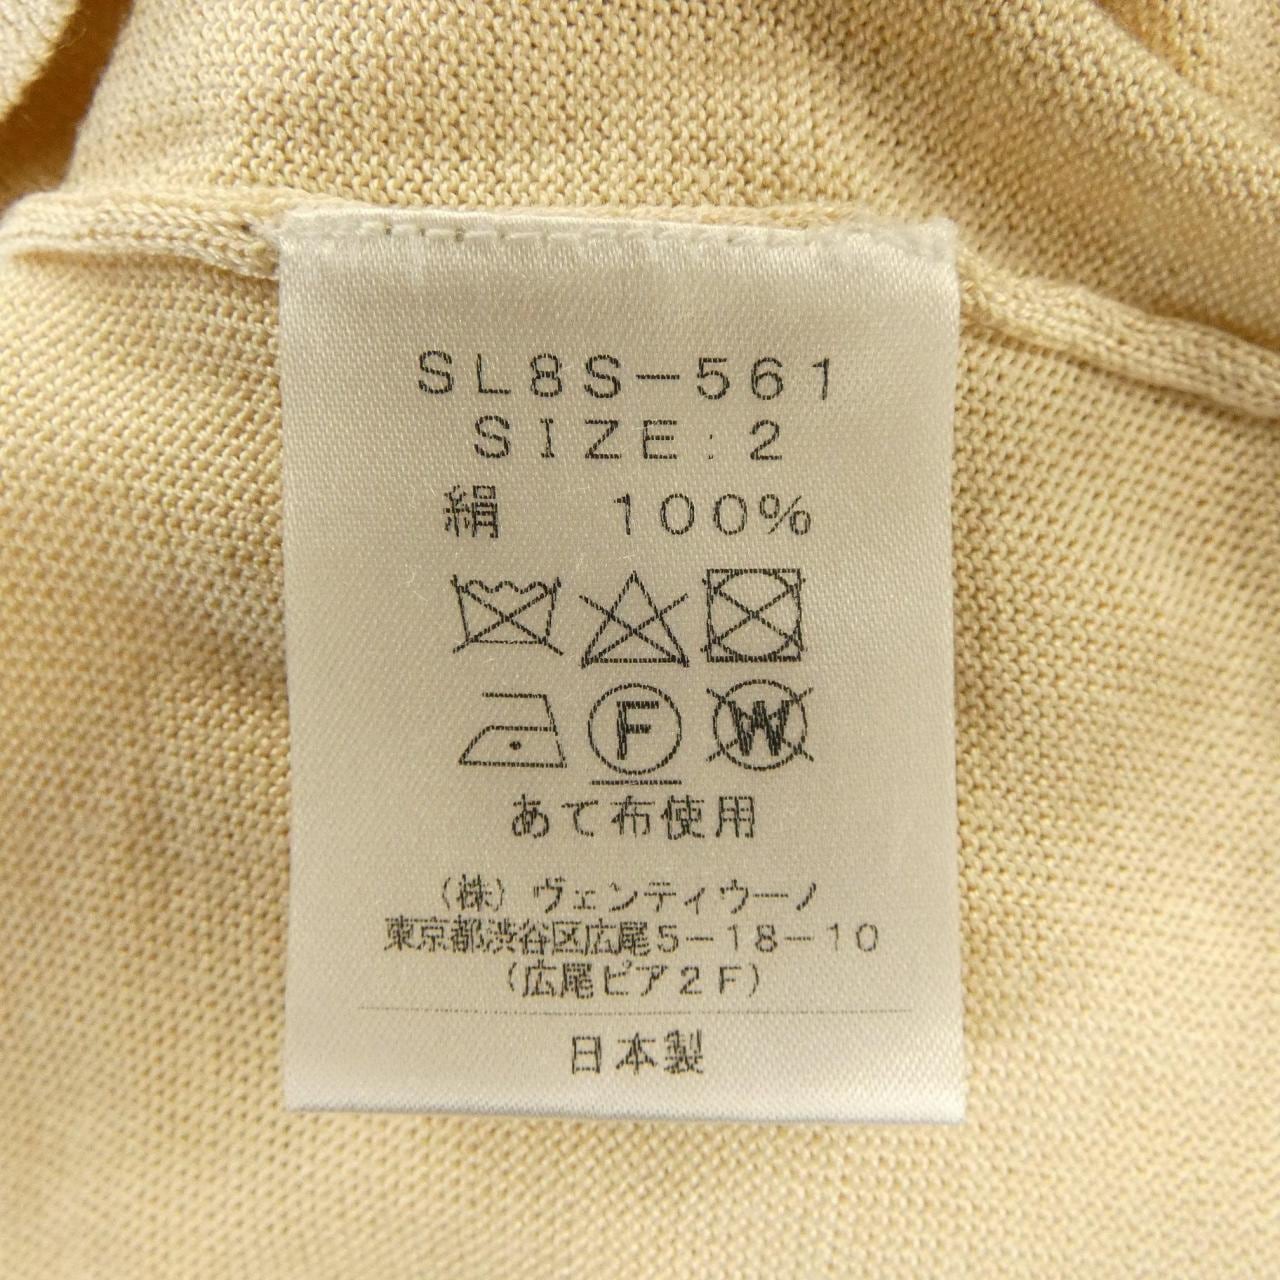 SL8S-561
SIZE:2
絹 100%
F W
あて布使用
(株)ヴェンティウーノ
東京都渋谷区広尾5-18-10
(広尾ピア2F)
日本製